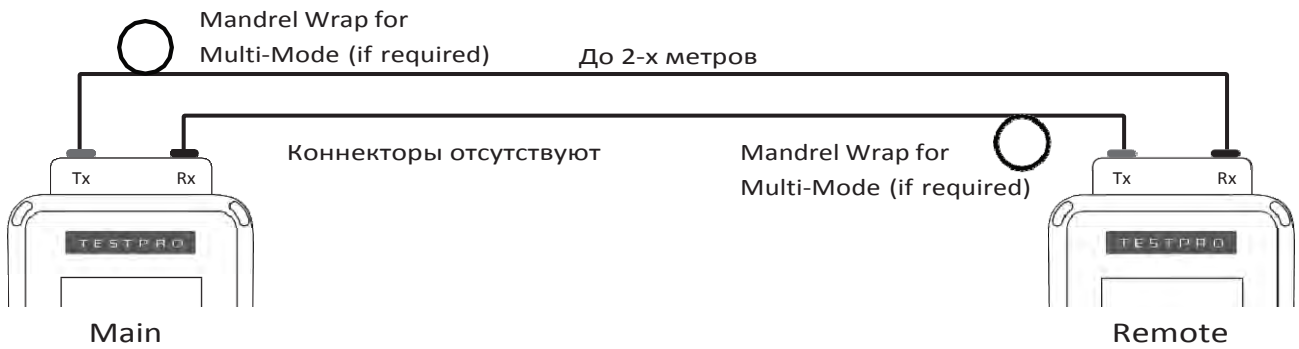 Mandrel Wrap for
Multi-Mode (if required)
До 2-х метров
Коннекторы отсутствуют
Mandrel Wrap for
Multi-Mode (if required)
Tx Rx
Tx Rx
TESTPRO
TESTPRO
Main
Remote